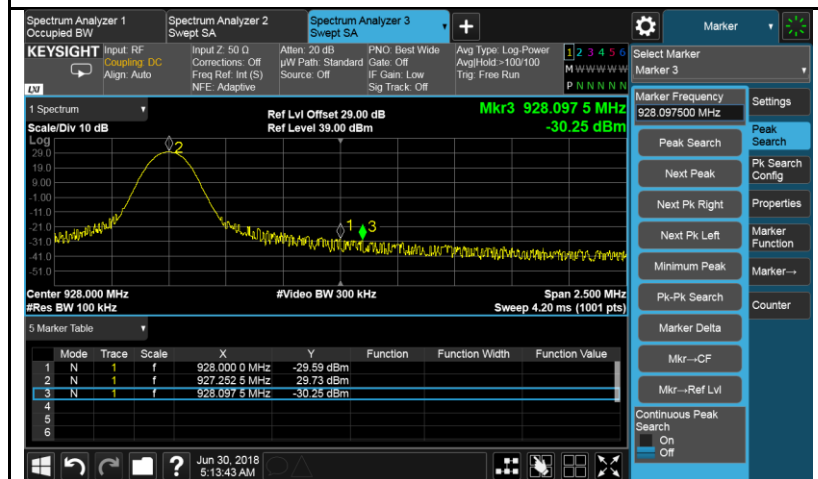 Spectrum Analyzer 1
Occupied BW
Spectrum Analyzer 2
Swept SA
Spectrum Analyzer 3
Swept SA
Marker
KEYSIGHT
LXI
Input: RF
Coupling: DC
Align: Auto
Input Z: 50 Ω
Corrections: Off
Freq Ref: Int (S)
NFE: Adaptive
Atten: 20 dB
µW Path: Standard
Source: Off
PNO: Best Wide
Gate: Off
IF Gain: Low
Sig Track: Off
Avg Type: Log-Power
Avg|Hold:>100/100
Trig: Free Run
1 2 3 4 5 6
M W W W W W
P N N N N N
Select Marker
Marker 3
1 Spectrum
Scale/Div 10 dB
Ref Lvl Offset 29.00 dB
Ref Level 39.00 dBm
Mkr3 928.097 5 MHz
-30.25 dBm
Log
29.0
19.0
9.00
-1.00
-11.0
-21.0
-31.0
-41.0
-51.0
2
1
3
Center 928.000 MHz
#Res BW 100 kHz
#Video BW 300 kHz
Span 2.500 MHz
Sweep 4.20 ms (1001 pts)
5 Marker Table
Mode Trace Scale X Y Function Function Width Function Value
1 N 1 f 928.000 0 MHz -29.59 dBm
2 N 1 f 927.252 5 MHz 29.73 dBm
3 N 1 f 928.097 5 MHz -30.25 dBm
4
5
6
Marker Frequency
928.097500 MHz
Peak Search
Next Peak
Next Pk Right
Next Pk Left
Minimum Peak
Pk-Pk Search
Marker Delta
Mkr→CF
Mkr→Ref Lvl
Continuous Peak
Search
On
Off
Settings
Peak
Search
Pk Search
Config
Properties
Marker
Function
Marker→
Counter
?
Jun 30, 2018
5:13:43 AM